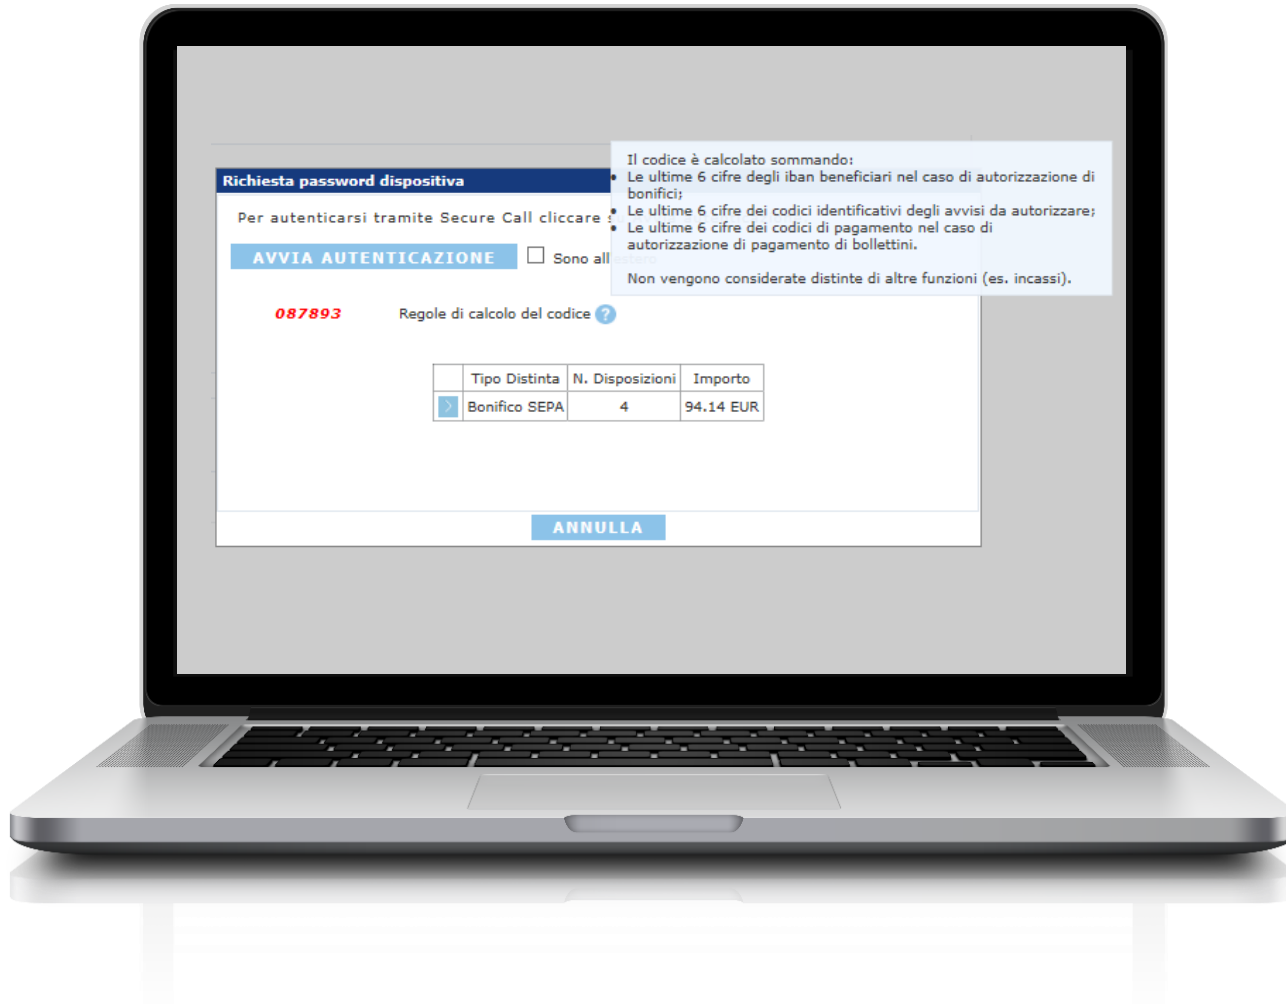 Il codice è calcolato sommando:
Richiesta password dispositiva
• Le ultime 6 cifre degli iban beneficiari nel caso di autorizzazione di
bonifici;
Per autenticarsi tramite Secure Call cliccare
• Le ultime 6 cifre dei codici identificativi degli avvisi da autorizzare;
• Le ultime 6 cifre dei codici di pagamento nel caso di
autorizzazione di pagamento di bollettini.
AVVIA AUTENTICAZIONE Sono all'estero
Non vengono considerate distinte di altre funzioni (es. incassi).
087893 Regole di calcolo del codice ?
Tipo Distinta N. Disposizioni Importo
Bonifico SEPA 4 94.14 EUR
ANNULLA